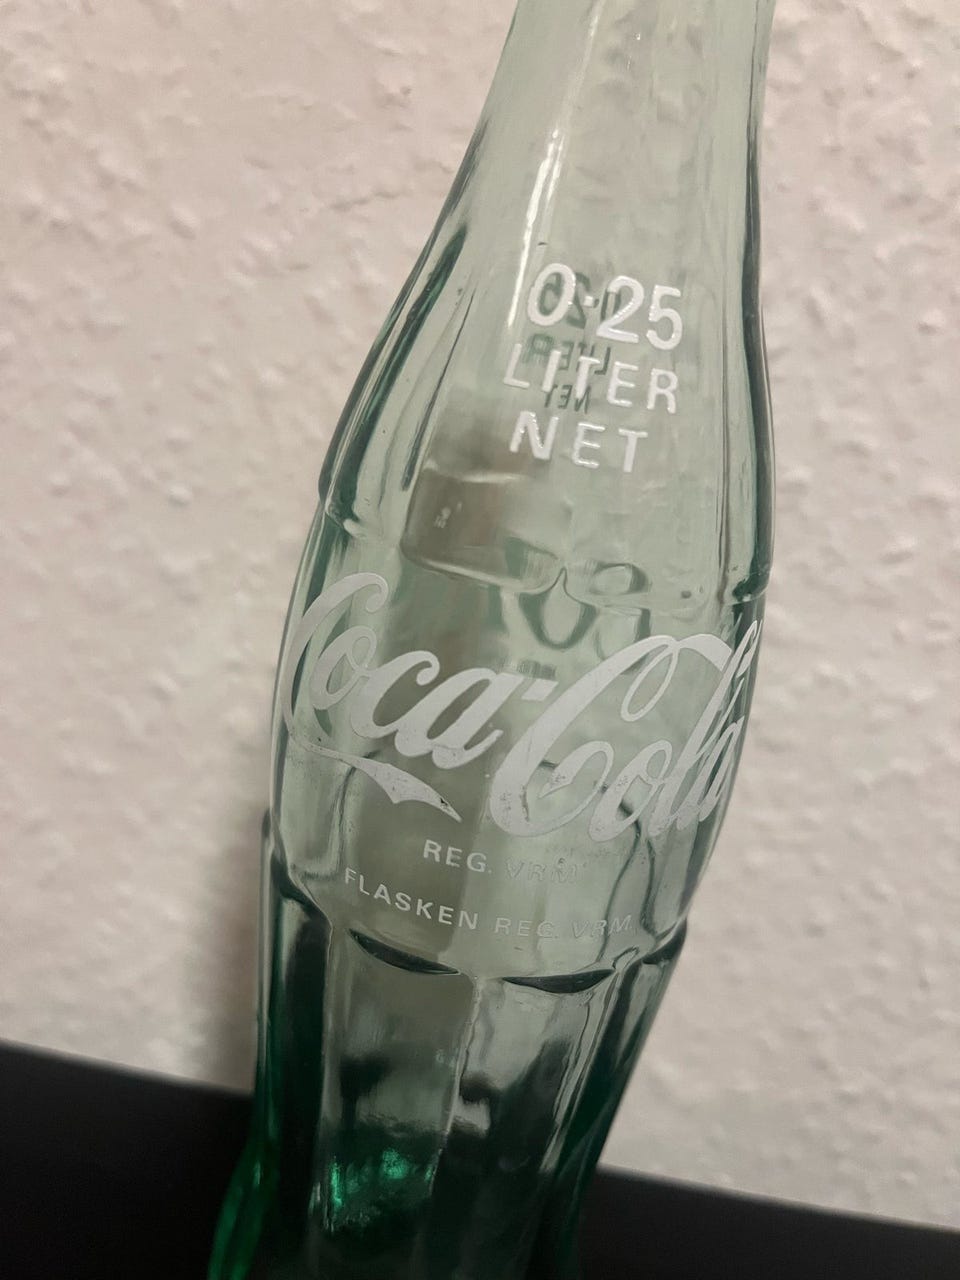 0·25
LITER
NET
Coca-Cola
REG. VRM
FLASKEN REG. VRM.